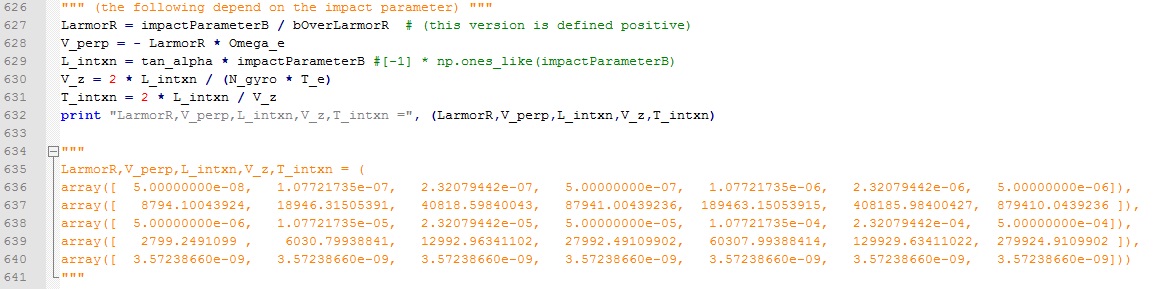 626 """ (the following depend on the impact parameter) """
627 LarmorR = impactParameterB / bOverLarmorR  # (this version is defined positive)
628 V_perp = - LarmorR * Omega_e
629 L_intxn = tan_alpha * impactParameterB #[-1] * np.ones_like(impactParameterB)
630 V_z = 2 * L_intxn / (N_gyro * T_e)
631 T_intxn = 2 * L_intxn / V_z
632 print "LarmorR,V_perp,L_intxn,V_z,T_intxn =", (LarmorR,V_perp,L_intxn,V_z,T_intxn)
633
634 """
635 LarmorR,V_perp,L_intxn,V_z,T_intxn = (
636 array([  5.00000000e-08,   1.07721735e-07,   2.32079442e-07,   5.00000000e-07,   1.07721735e-06,   2.32079442e-06,   5.00000000e-06]),
637 array([   8794.10043924,   18946.31505391,   40818.59840043,   87941.00439236,  189463.15053915,  408185.98400427,  879410.0439236 ]),
638 array([  5.00000000e-06,   1.07721735e-05,   2.32079442e-05,   5.00000000e-05,   1.07721735e-04,   2.32079442e-04,   5.00000000e-04]),
639 array([   2799.2491099 ,    6030.79938841,   12992.96341102,   27992.49109902,   60307.99388414,  129929.63411022,  279924.9109902 ]),
640 array([  3.57238660e-09,   3.57238660e-09,   3.57238660e-09,   3.57238660e-09,   3.57238660e-09,   3.57238660e-09,   3.57238660e-09]))
641 """